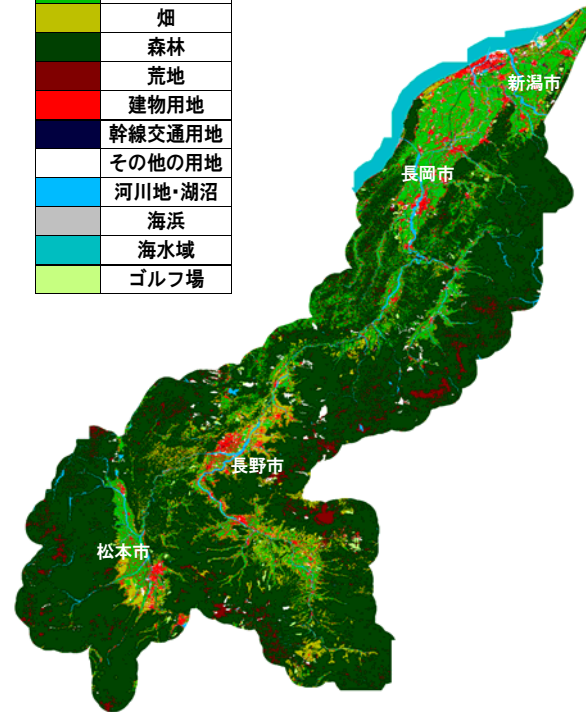 畑
森林
荒地
建物用地
幹線交通用地
その他の用地
河川地・湖沼
海浜
海水域
ゴルフ場
新潟市
長岡市
長野市
松本市